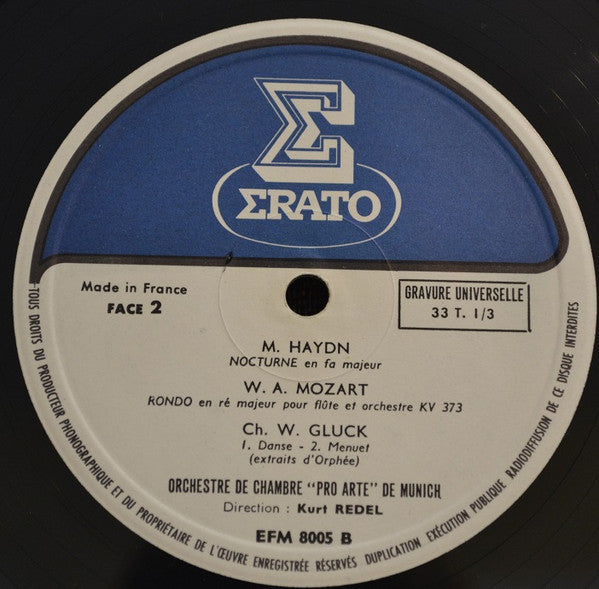 Σ
ΣRATO
Made in France
FACE 2
GRAVURE UNIVERSELLE
33 T. 1/3
M. HAYDN
NOCTURNE en fa majeur
W. A. MOZART
RONDO en ré majeur pour flûte et orchestre KV 373
Ch. W. GLUCK
1. Danse - 2. Menuet
(extraits d'Orphée)
ORCHESTRE DE CHAMBRE "PRO ARTE" DE MUNICH
Direction : Kurt REDEL
EFM 8005 B
TOUS DROITS DU PRODUCTEUR PHONOGRAPHIQUE ET DU PROPRIÉTAIRE DE L'ŒUVRE ENREGISTRÉE RÉSERVÉS DUPLICATION EXÉCUTION PUBLIQUE RADIODIFFUSION DE CE DISQUE INTERDITES